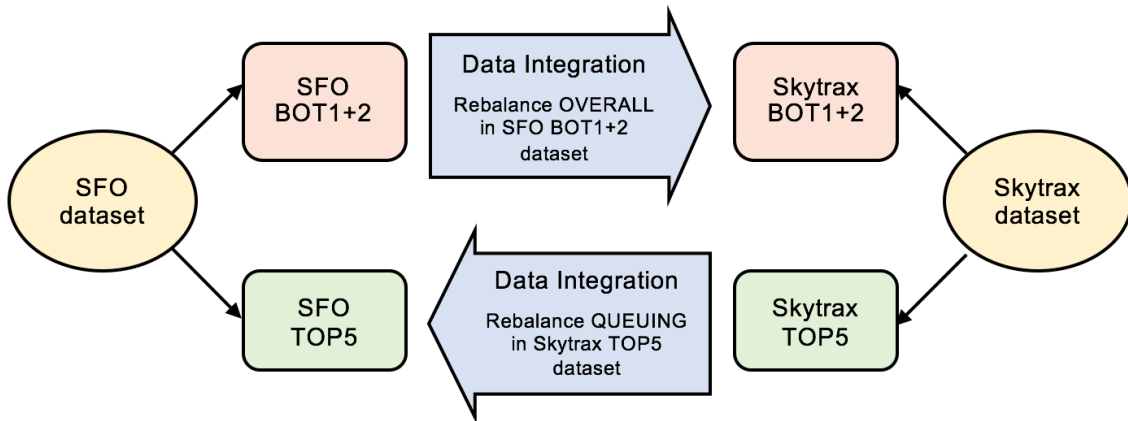 SFO
dataset
SFO
BOT1+2
Data Integration
Rebalance OVERALL
in SFO BOT1+2
dataset
Skytrax
BOT1+2
Skytrax
dataset
SFO
TOP5
Data Integration
Rebalance QUEUING
in Skytrax TOP5
dataset
Skytrax
TOP5